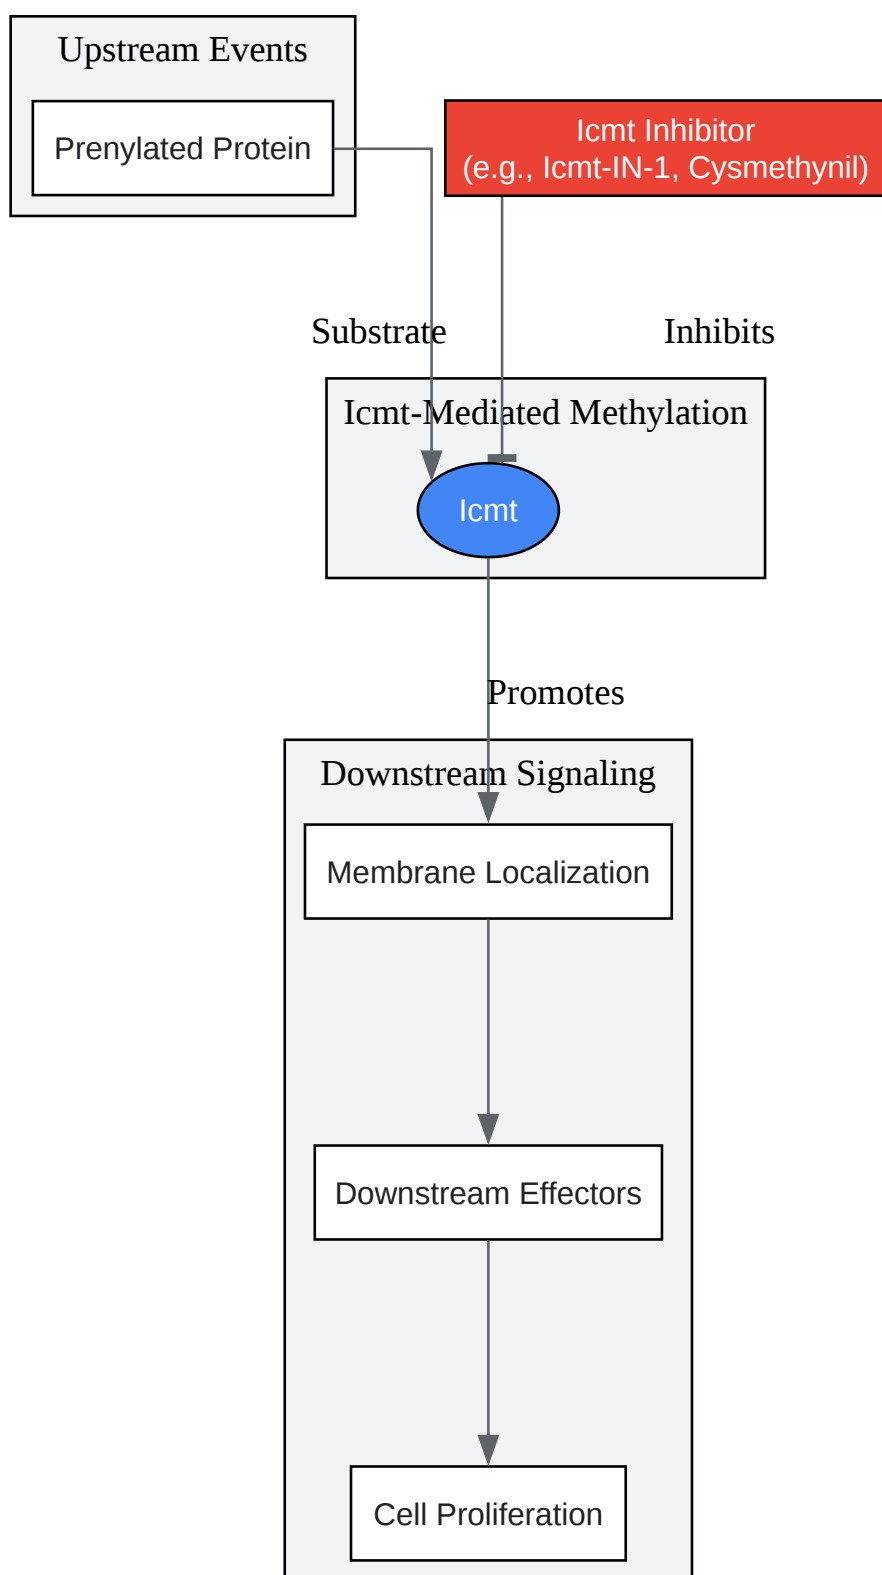 Upstream Events
Prenylated Protein
Icmt Inhibitor
(e.g., Icmt-IN-1, Cysmethynil)
Substrate
Inhibits
Icmt-Mediated Methylation
Icmt
Promotes
Downstream Signaling
Membrane Localization
Downstream Effectors
Cell Proliferation